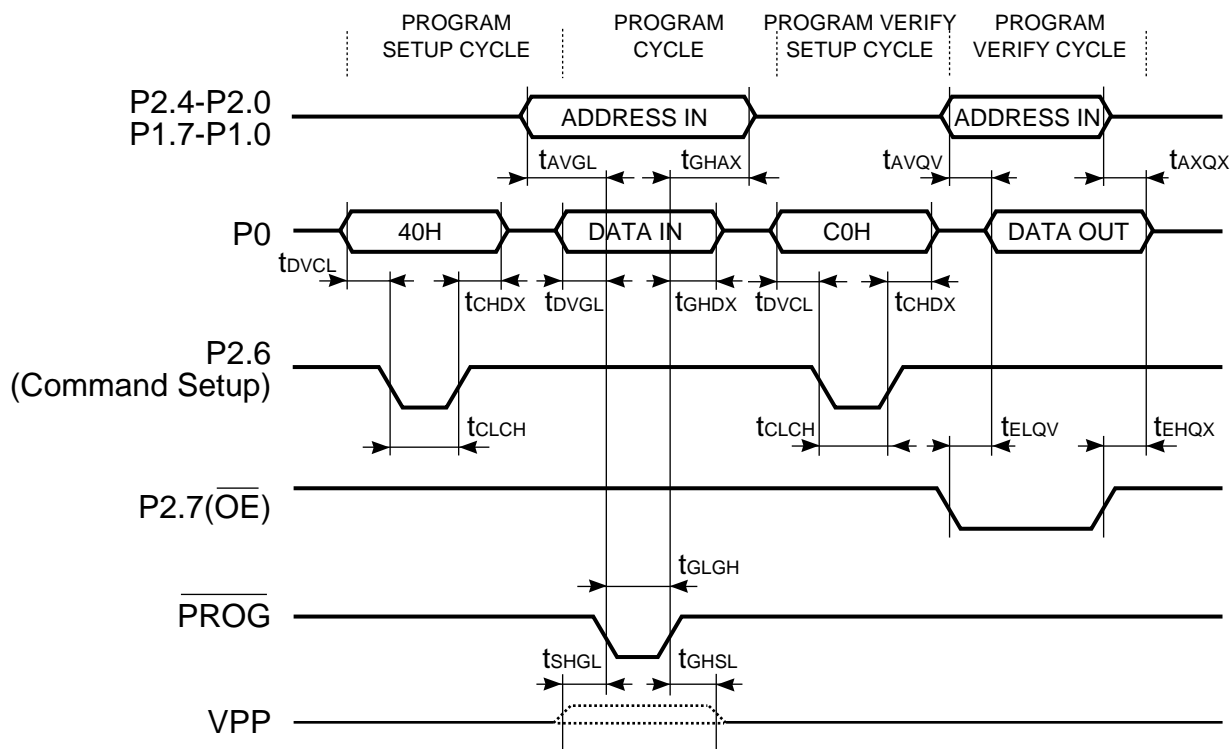 PROGRAM
SETUP CYCLE
PROGRAM
CYCLE
PROGRAM VERIFY
SETUP CYCLE
PROGRAM
VERIFY CYCLE
P2.4-P2.0
P1.7-P1.0
ADDRESS IN
ADDRESS IN
tAVGL
tGHAX
tAVQV
tAXQX
P0
40H
DATA IN
C0H
DATA OUT
tDVCL
tCHDX
tDVGL
tGHDX
tDVCL
tCHDX
P2.6
(Command Setup)
tCLCH
tCLCH
tELQV
tEHQX
P2.7(OE)
tGLGH
PROG
tSHGL
tGHSL
VPP